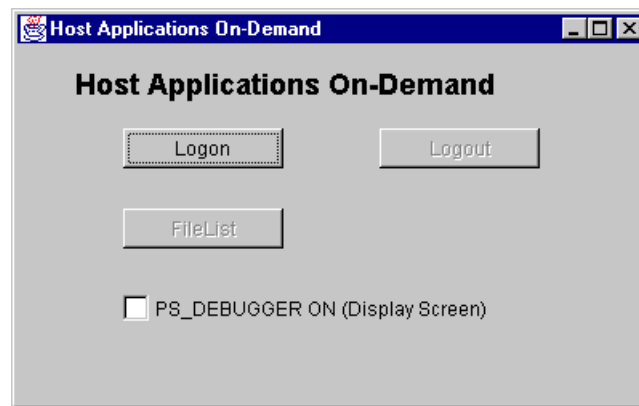 Host Applications On-Demand
Host Applications On-Demand
Logon Logout
FileList
PS_DEBUGGER ON (Display Screen)